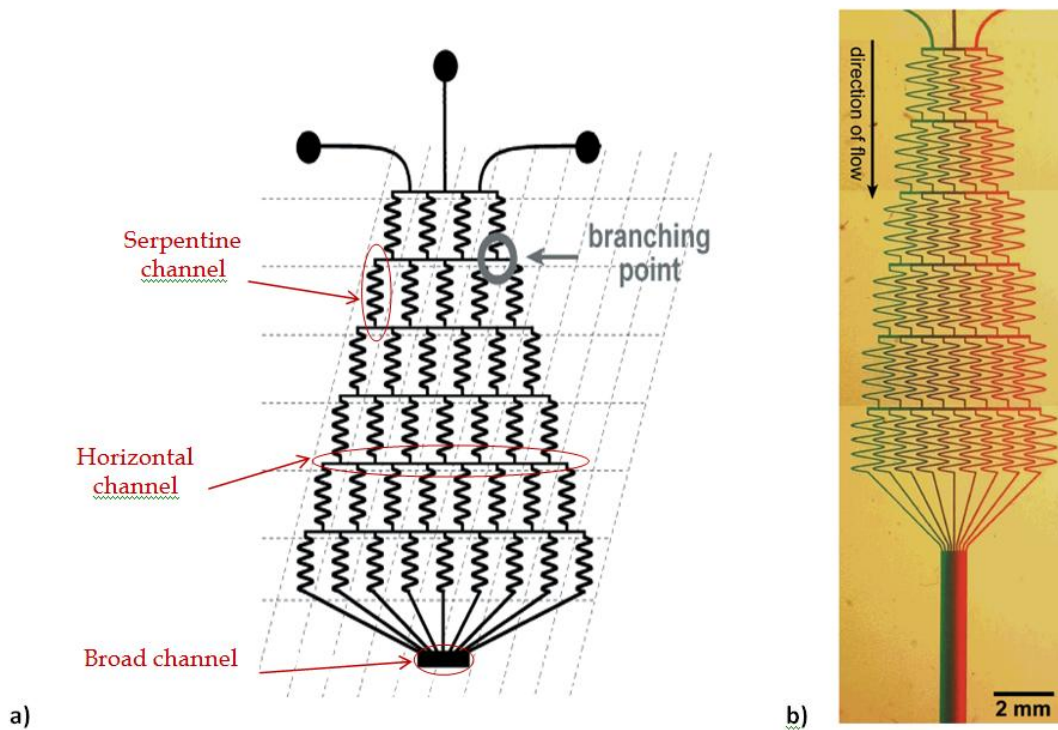 Serpentine
channel
branching
point
Horizontal
channel
Broad channel
a)
direction of flow
2 mm
b)